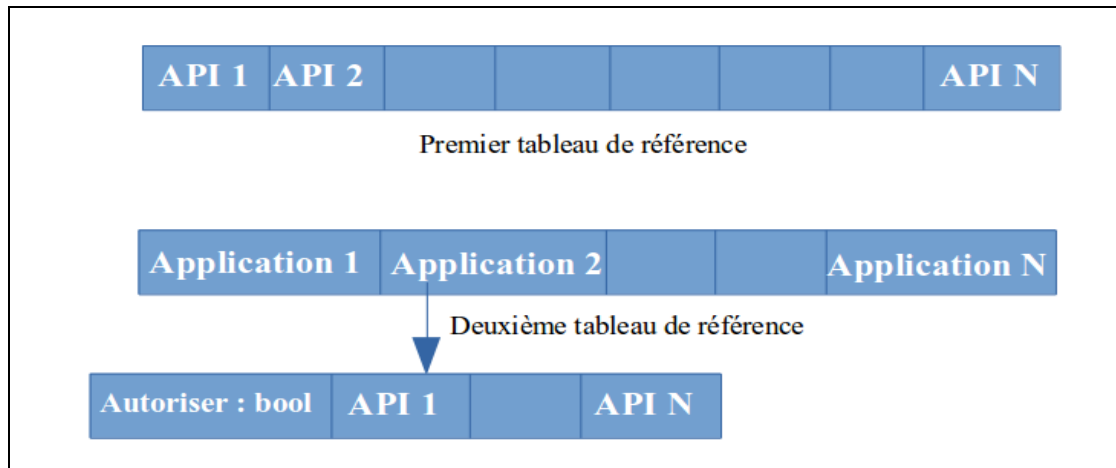 API 1 API 2 API N
Premier tableau de référence
Application 1 Application 2 Application N
Deuxième tableau de référence
Autoriser : bool API 1 API N